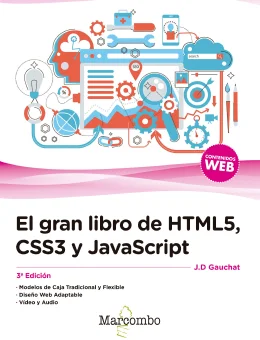 CONTENIDOS
WEB
El gran libro de HTML5,
CSS3 y JavaScript
J.D Gauchat
3ª Edición
· Modelos de Caja Tradicional y Flexible
· Diseño Web Adaptable
· Vídeo y Audio
Marcombo